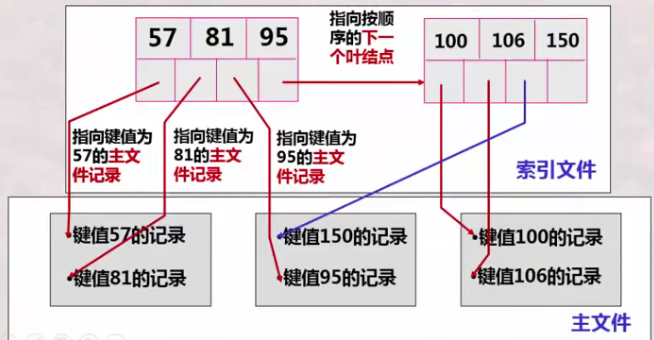 57 81 95
指向按顺
序的下一
个叶结点
100 106 150
指向键值为
57的主文
件记录
指向键值为
81的主文
件记录
指向键值为
95的主文
件记录
索引文件
•键值57的记录
•键值81的记录
•键值150的记录
•键值95的记录
•键值100的记录
•键值106的记录
主文件